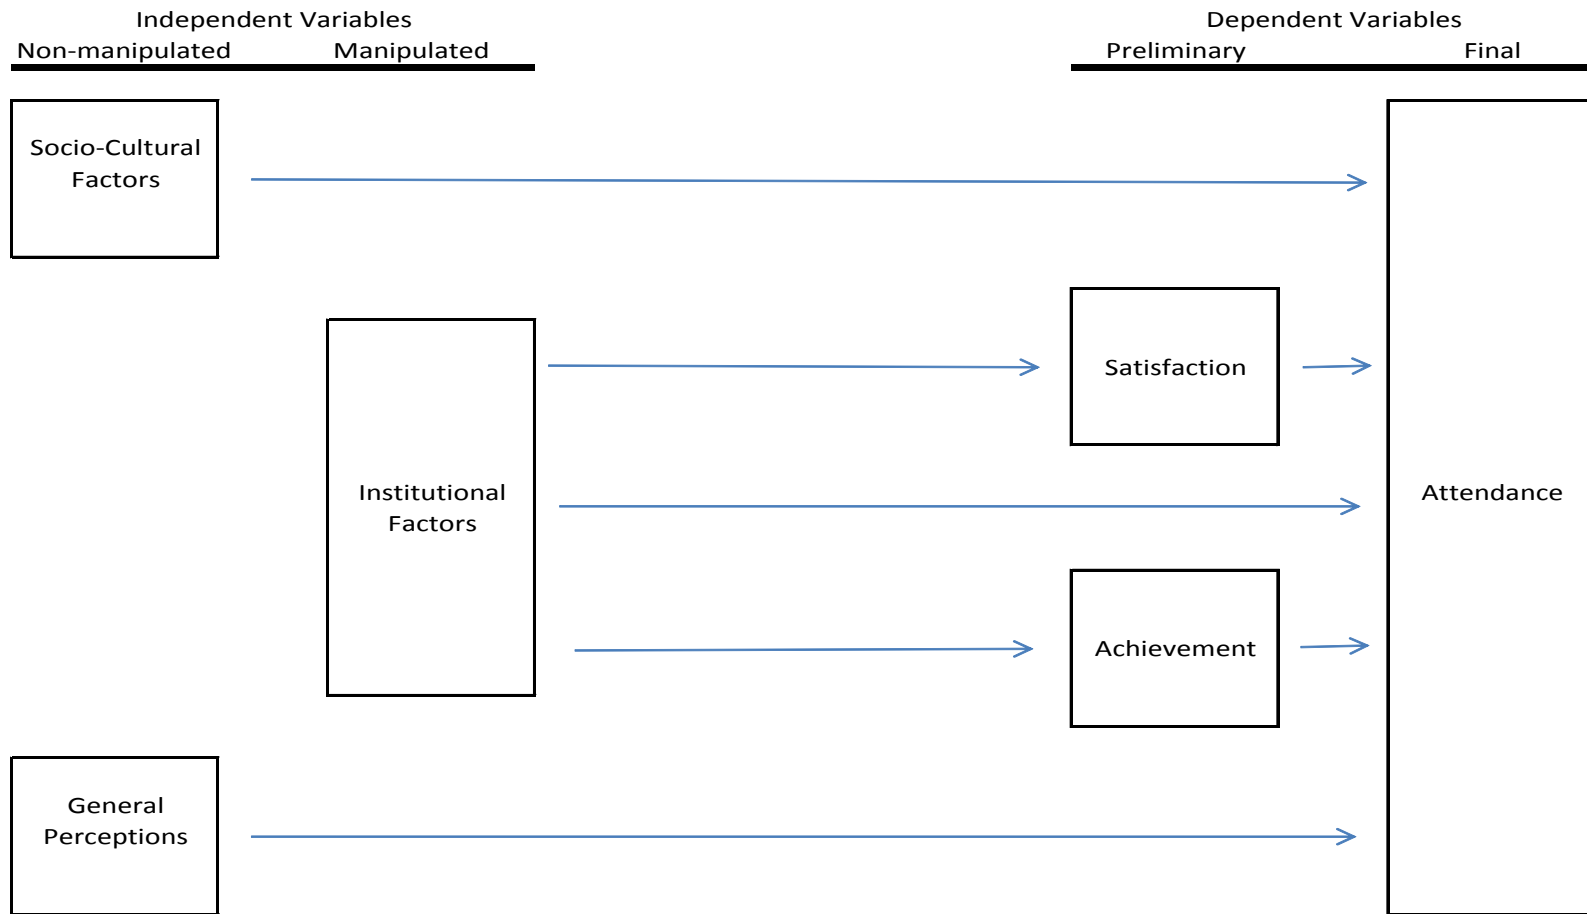 Independent Variables
Dependent Variables
Non-manipulated
Manipulated
Preliminary
Final
Socio-Cultural
Factors
Satisfaction
Institutional
Factors
Attendance
Achievement
General
Perceptions